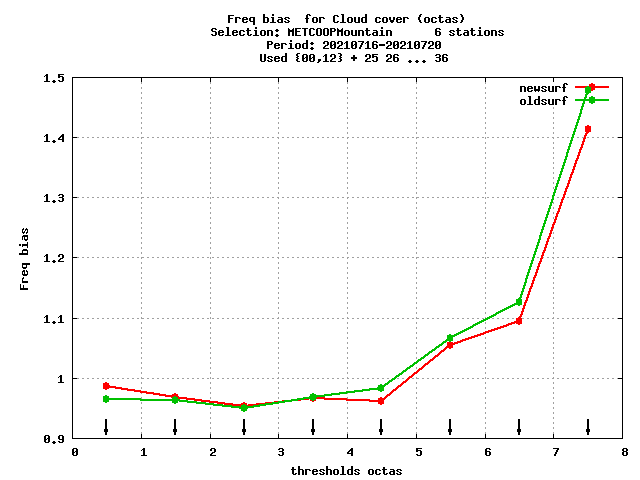 Freq bias  for Cloud cover (octas)
Selection: METCOOPMountain      6 stations
Period: 20210716-20210720
Used {00,12} + 25 26 ... 36
newsurf
oldsurf
1.5
1.4
1.3
1.2
1.1
1
0.9
Freq bias
0 1 2 3 4 5 6 7 8
thresholds octas